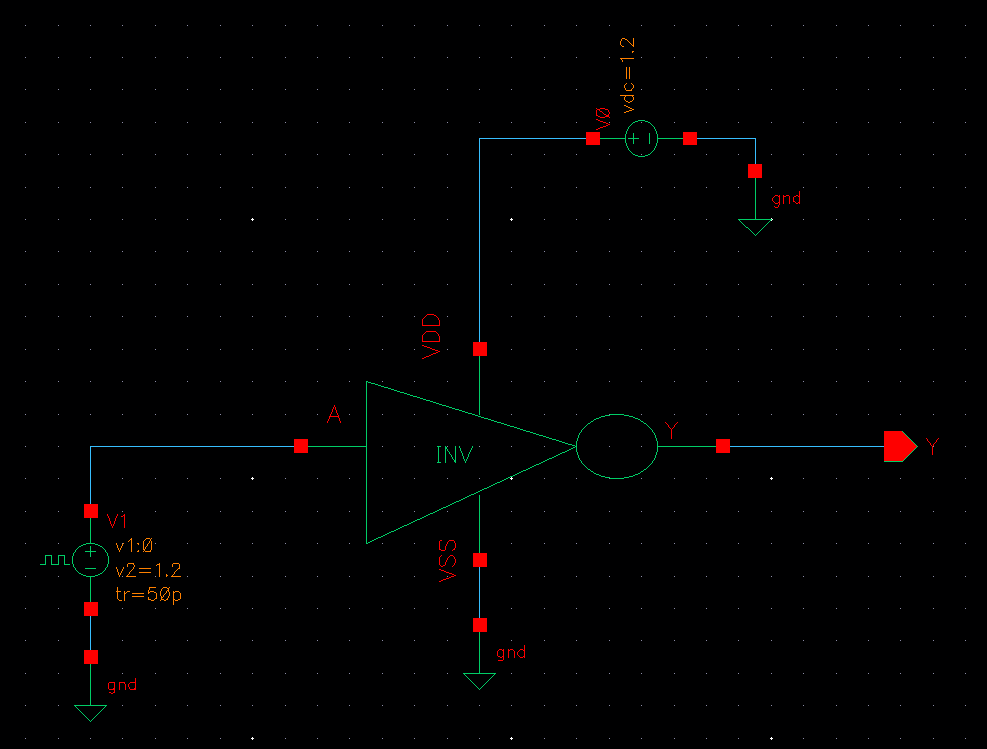 vdc=1.2
V0
gnd
VDD
A
INV
Y
Y
V1
v1:0
v2=1.2
tr=50p
VSS
gnd
gnd